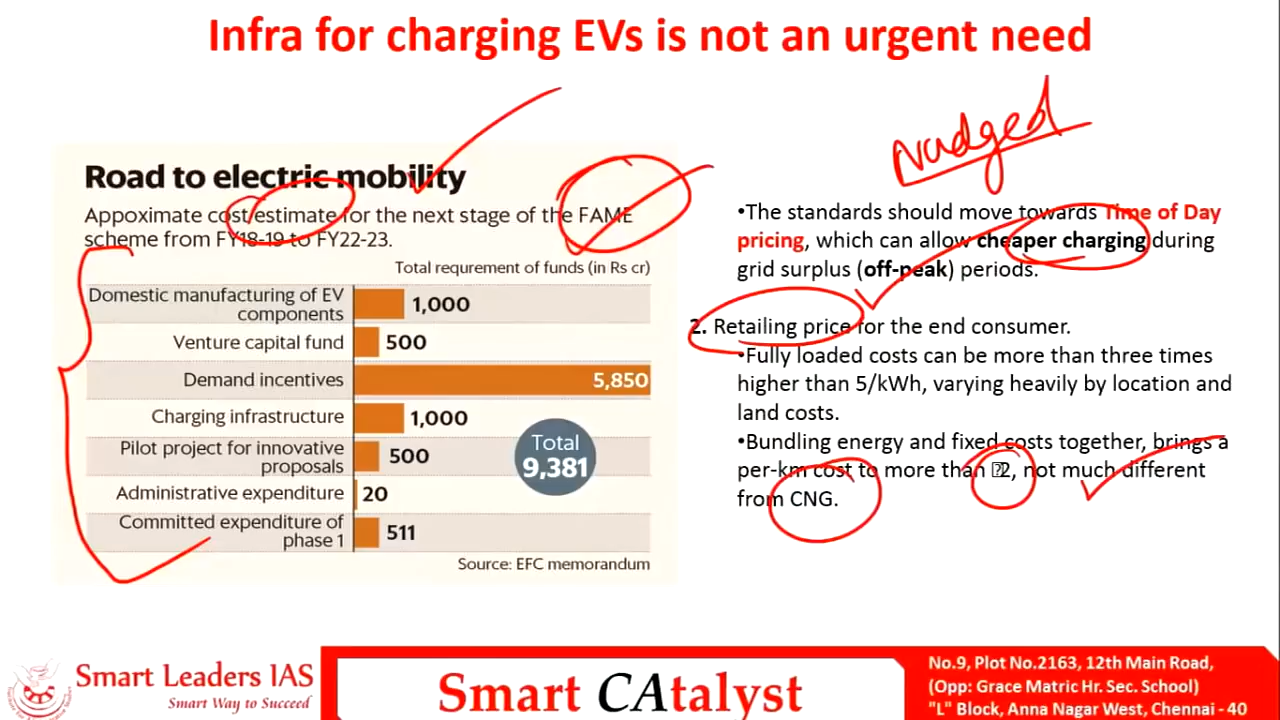 Infra for charging EVs is not an urgent need
Nudged
Road to electric mobility
Appoximate cost estimate for the next stage of the FAME
scheme from FY18-19 to FY22-23.
Total requrement of funds (in Rs cr)
Domestic manufacturing of EV
components
1,000
Venture capital fund
500
Demand incentives
5,850
Charging infrastructure
1,000
Pilot project for innovative
proposals
500
Administrative expenditure
20
Committed expenditure of
phase 1
511
Total
9,381
Source: EFC memorandum
•The standards should move towards Time of Day
pricing, which can allow cheaper charging during
grid surplus (off-peak) periods.
2. Retailing price for the end consumer.
•Fully loaded costs can be more than three times
higher than 5/kWh, varying heavily by location and
land costs.
•Bundling energy and fixed costs together, brings a
per-km cost to more than 2, not much different
from CNG.
Smart Leaders IAS
Smart Way to Succeed
Smart CAtalyst
No.9, Plot No.2163, 12th Main Road,
(Opp: Grace Matric Hr. Sec. School)
"L" Block, Anna Nagar West, Chennai - 40